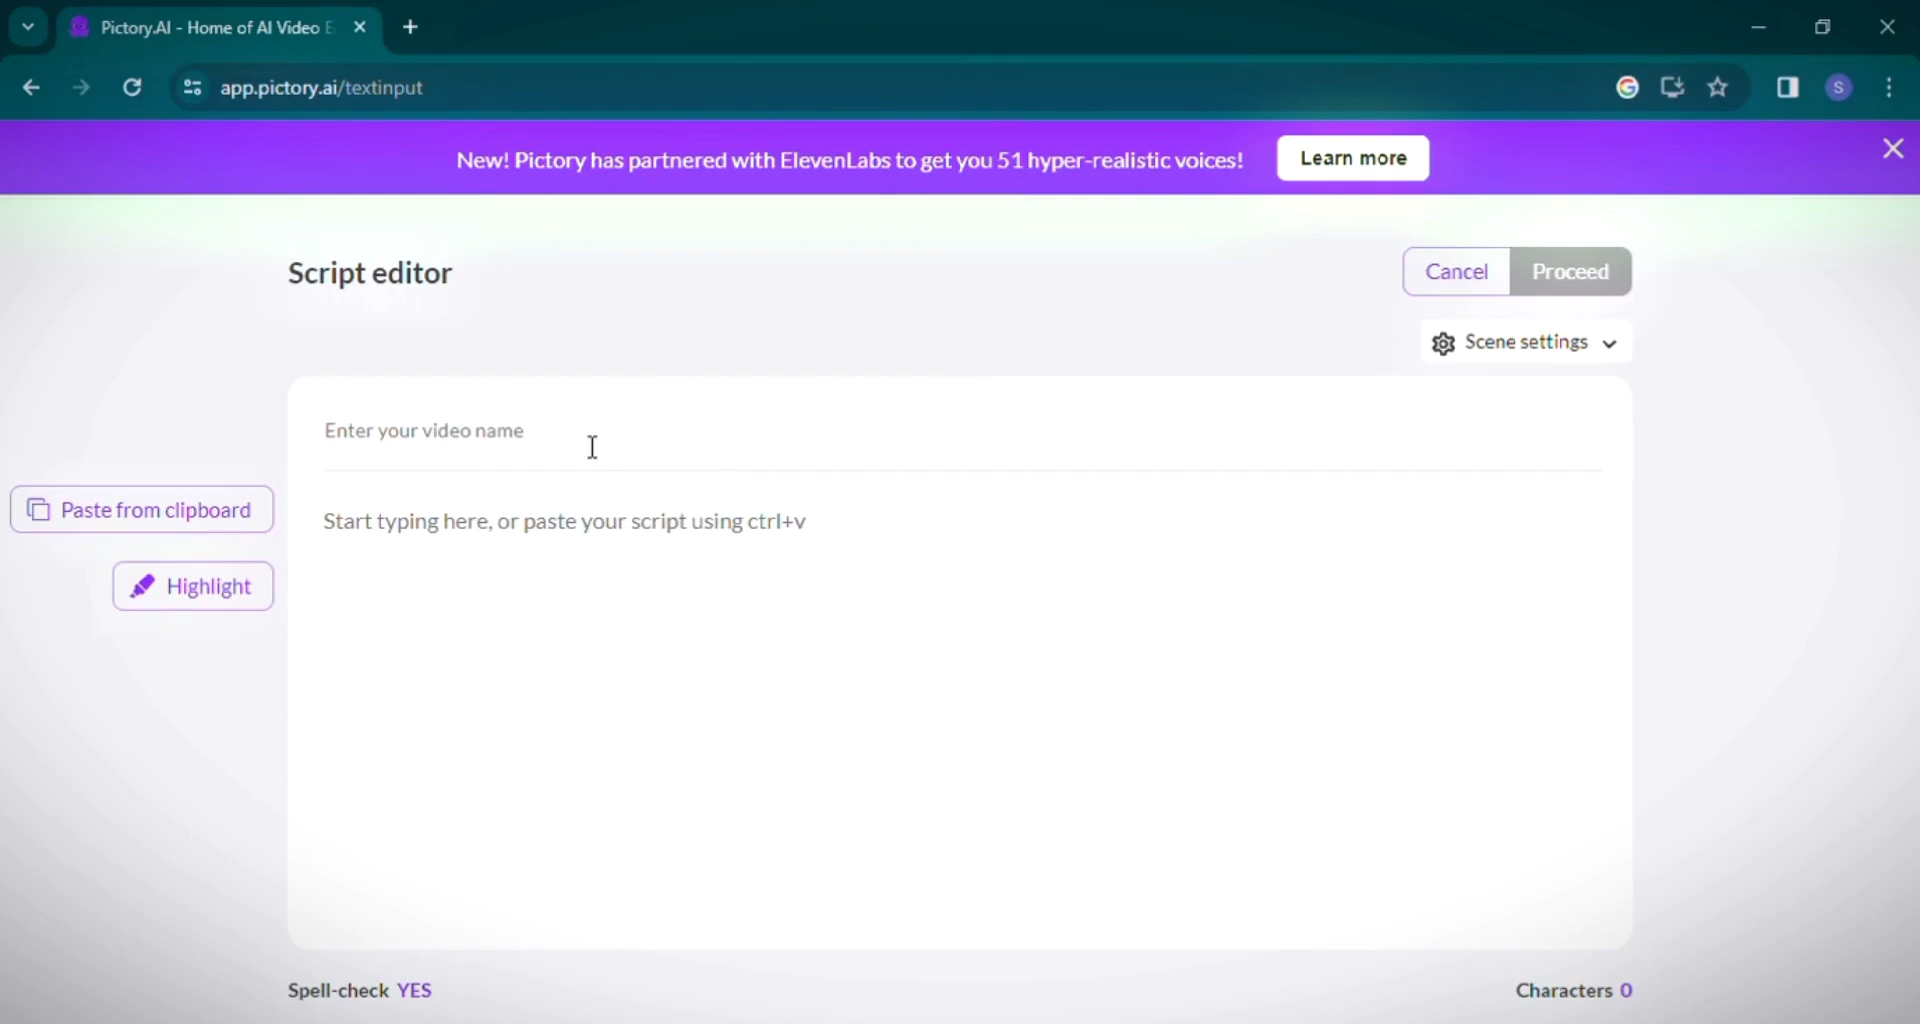 Pictory.AI - Home of AI Video E
app.pictory.ai/textinput
S
New! Pictory has partnered with ElevenLabs to get you 51 hyper-realistic voices!
Learn more
Script editor
Cancel
Proceed
Scene settings
Enter your video name
Paste from clipboard
Start typing here, or paste your script using ctrl+v
Highlight
Spell-check YES
Characters 0